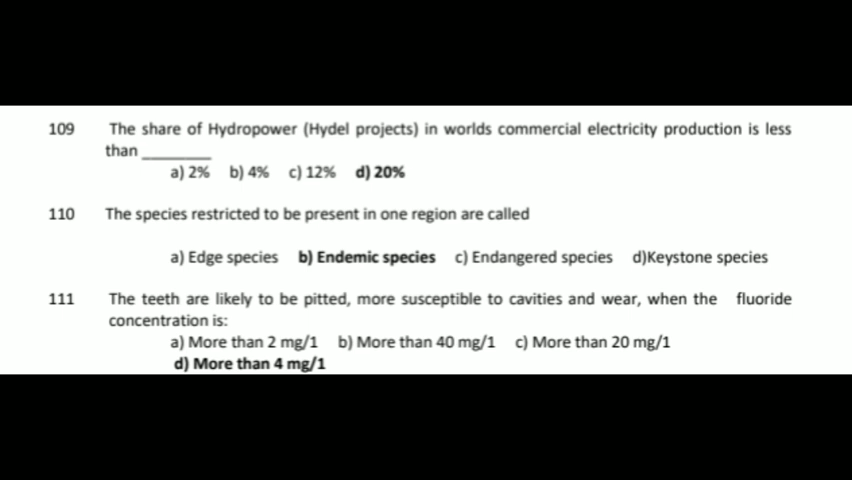 109 The share of Hydropower (Hydel projects) in worlds commercial electricity production is less
than ________
a) 2% b) 4% c) 12% d) 20%
110 The species restricted to be present in one region are called
a) Edge species b) Endemic species c) Endangered species d)Keystone species
111 The teeth are likely to be pitted, more susceptible to cavities and wear, when the fluoride
concentration is:
a) More than 2 mg/1 b) More than 40 mg/1 c) More than 20 mg/1
d) More than 4 mg/1